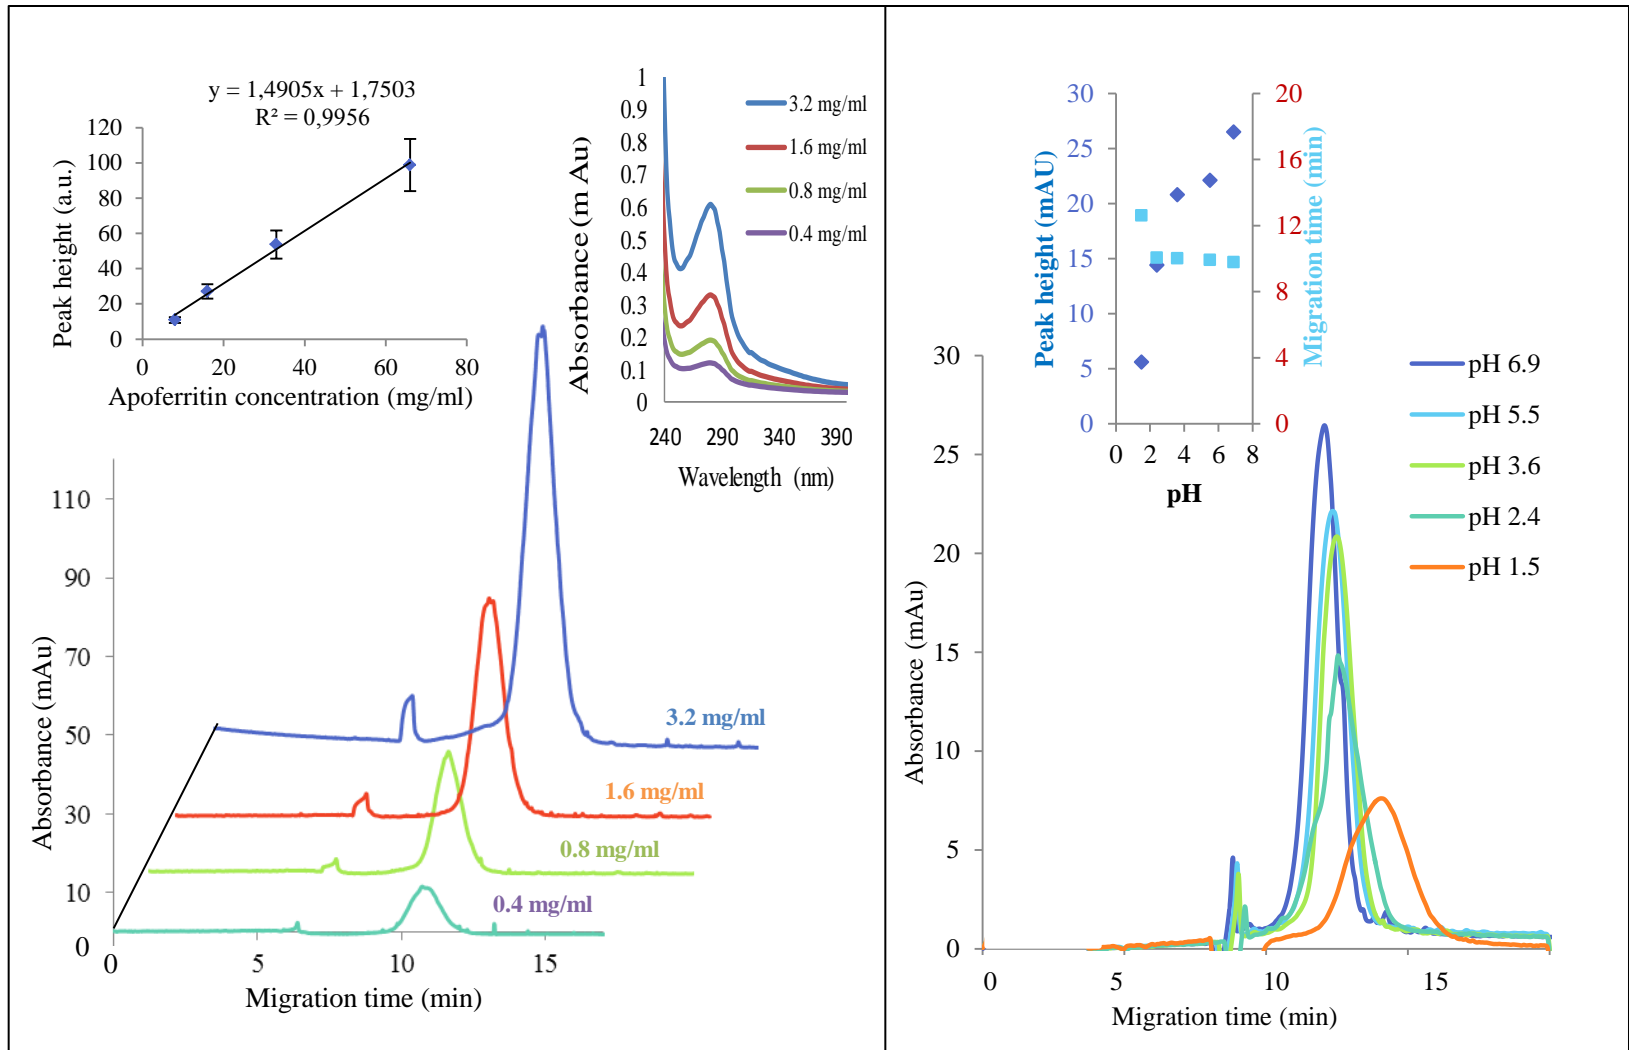 y = 1,4905x + 1,7503
R² = 0,9956
120
100
80
60
40
20
0
0 20 40 60 80
Peak height (a.u.)
Apoferritin concentration (mg/ml)
1
0.9
0.8
0.7
0.6
0.5
0.4
0.3
0.2
0.1
0
240 290 340 390
Absorbance (m Au)
Wavelength (nm)
3.2 mg/ml
1.6 mg/ml
0.8 mg/ml
0.4 mg/ml
110
90
70
50
30
10
0
0 5 10 15
Absorbance (mAu)
Migration time (min)
3.2 mg/ml
1.6 mg/ml
0.8 mg/ml
0.4 mg/ml
30
25
20
15
10
5
0
20
16
12
8
4
0
0 2 4 6 8
Peak height (mAU)
Migration time (min)
pH
30
25
20
15
10
5
0
0 5 10 15
Absorbance (mAu)
Migration time (min)
pH 6.9
pH 5.5
pH 3.6
pH 2.4
pH 1.5